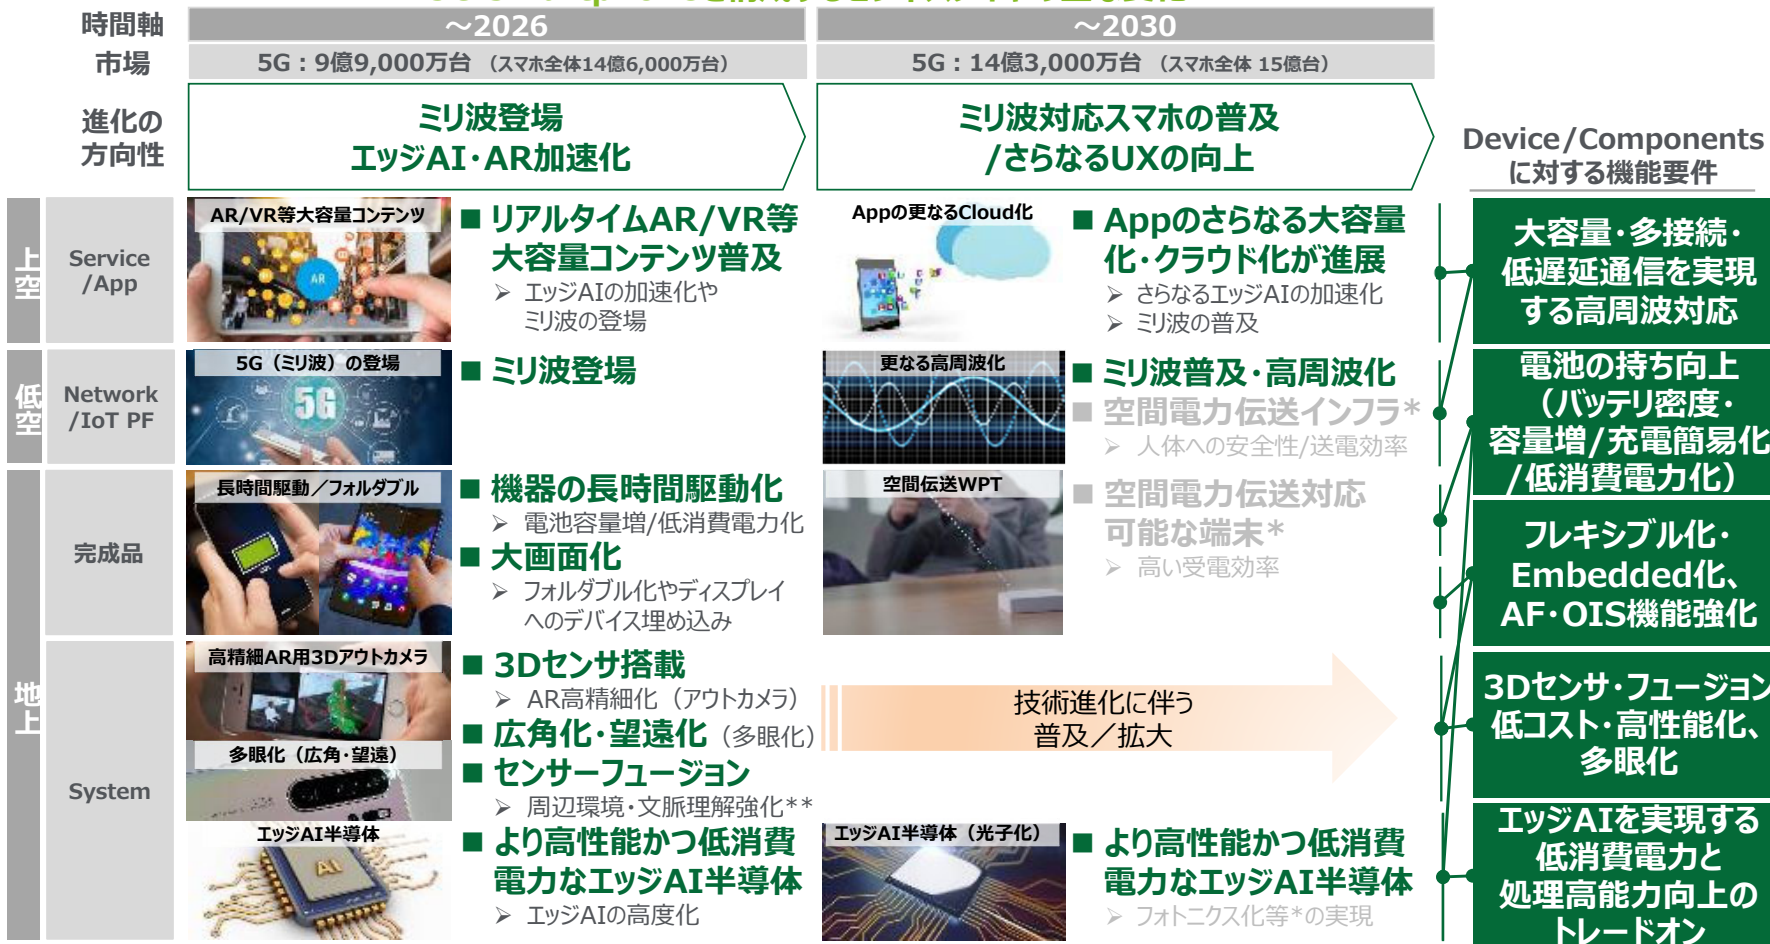 時間軸
～2026
～2030
市場
5G：9億9,000万台 （スマホ全体14億6,000万台）
5G：14億3,000万台 （スマホ全体 15億台）
進化の
方向性
ミリ波登場
エッジAI・AR加速化
ミリ波対応スマホの普及
/さらなるUXの向上
Device/Components
に対する機能要件
上空
Service
/App
AR/VR等大容量コンテンツ
AR
■ リアルタイムAR/VR等
大容量コンテンツ普及
➢ エッジAIの加速化や
ミリ波の登場
Appの更なるCloud化
■ Appのさらなる大容量
化・クラウド化が進展
➢ さらなるエッジAIの加速化
➢ ミリ波の普及
大容量・多接続・
低遅延通信を実現
する高周波対応
低空
Network
/IoT PF
5G（ミリ波）の登場
5G
■ ミリ波登場
更なる高周波化
■ ミリ波普及・高周波化
■ 空間電力伝送インフラ*
➢ 人体への安全性/送電効率
電池の持ち向上
（バッテリ密度・
容量増/充電簡易化
/低消費電力化）
地上
完成品
長時間駆動／フォルダブル
■ 機器の長時間駆動化
➢ 電池容量増/低消費電力化
■ 大画面化
➢ フォルダブル化やディスプレイ
へのデバイス埋め込み
空間伝送WPT
■ 空間電力伝送対応
可能な端末*
➢ 高い受電効率
フレキシブル化・
Embedded化、
AF・OIS機能強化
System
高精細AR用3Dアウトカメラ
多眼化（広角・望遠）
■ 3Dセンサ搭載
➢ AR高精細化（アウトカメラ）
■ 広角化・望遠化（多眼化）
■ センサーフュージョン
➢ 周辺環境・文脈理解強化**
技術進化に伴う
普及／拡大
3Dセンサ・フュージョン
低コスト・高性能化、
多眼化
エッジAI半導体
AI
■ より高性能かつ低消費
電力なエッジAI半導体
➢ エッジAIの高度化
エッジAI半導体（光子化）
■ より高性能かつ低消費
電力なエッジAI半導体
➢ フォトニクス化等*の実現
エッジAIを実現する
低消費電力と
処理高能力向上の
トレードオン